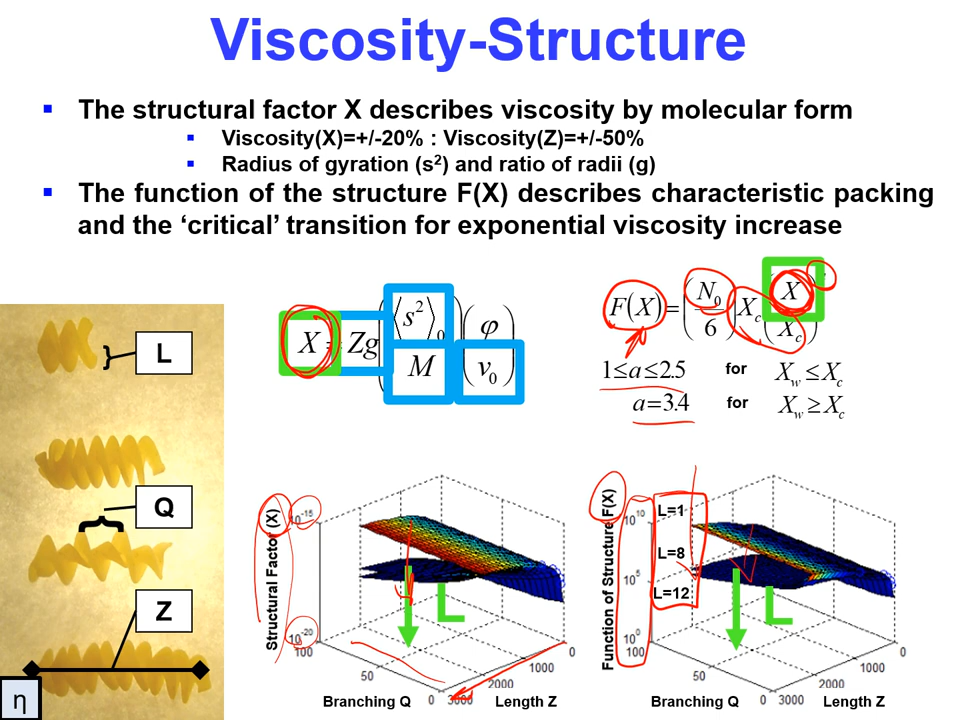 Viscosity-Structure
▪ The structural factor X describes viscosity by molecular form
▪ Viscosity(X)=+/-20% : Viscosity(Z)=+/-50%
▪ Radius of gyration (s²) and ratio of radii (g)
▪ The function of the structure F(X) describes characteristic packing
and the ‘critical’ transition for exponential viscosity increase
X = Zg (⟨s²⟩₀ / M) (φ / v₀)
F(X) = (N₀ / 6) X_c (X / X_c)
1≤a≤2.5 for X_w ≤ X_c
a=3.4 for X_w ≥ X_c
L
Q
Z
η
Structural Factor (X)
10⁻¹⁵
10⁻²⁰
100
50
0
3000
2000
1000
0
Branching Q
Length Z
L
Function of Structure F(X)
10¹⁰
10⁵
10⁰
L=1
L=8
L=12
100
50
0
3000
2000
1000
0
Branching Q
Length Z
L